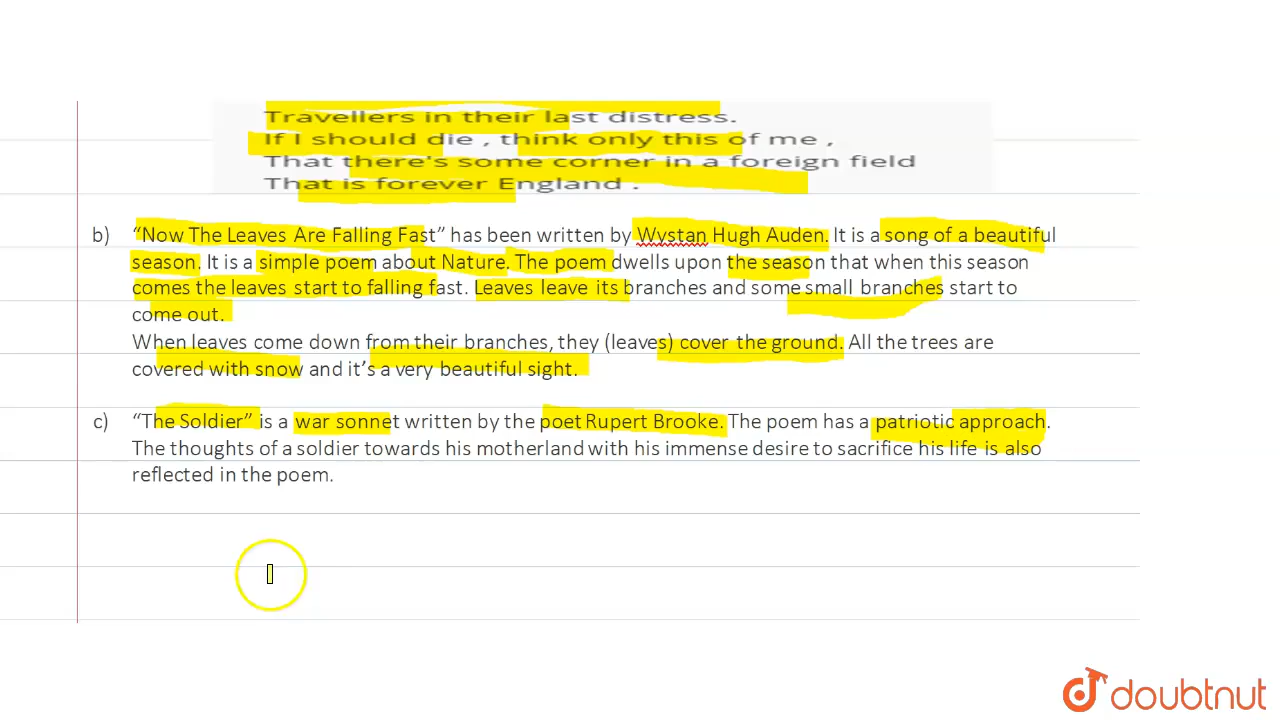 Travellers in their last distress.
If I should die , think only this of me ,
That there's some corner in a foreign field
That is forever England .
b) “Now The Leaves Are Falling Fast” has been written by Wystan Hugh Auden. It is a song of a beautiful
season. It is a simple poem about Nature. The poem dwells upon the season that when this season
comes the leaves start to falling fast. Leaves leave its branches and some small branches start to
come out.
When leaves come down from their branches, they (leaves) cover the ground. All the trees are
covered with snow and it’s a very beautiful sight.
c) “The Soldier” is a war sonnet written by the poet Rupert Brooke. The poem has a patriotic approach.
The thoughts of a soldier towards his motherland with his immense desire to sacrifice his life is also
reflected in the poem.
doubtnut